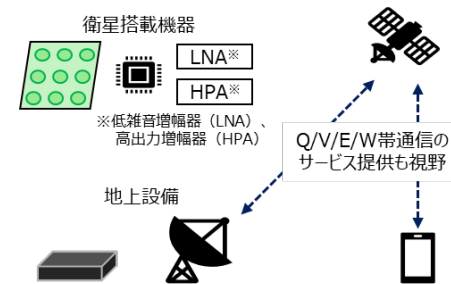 衛星搭載機器
LNA※
HPA※
※低雑音増幅器（LNA）、
高出力増幅器（HPA）
Q/V/E/W帯通信の
サービス提供も視野
地上設備